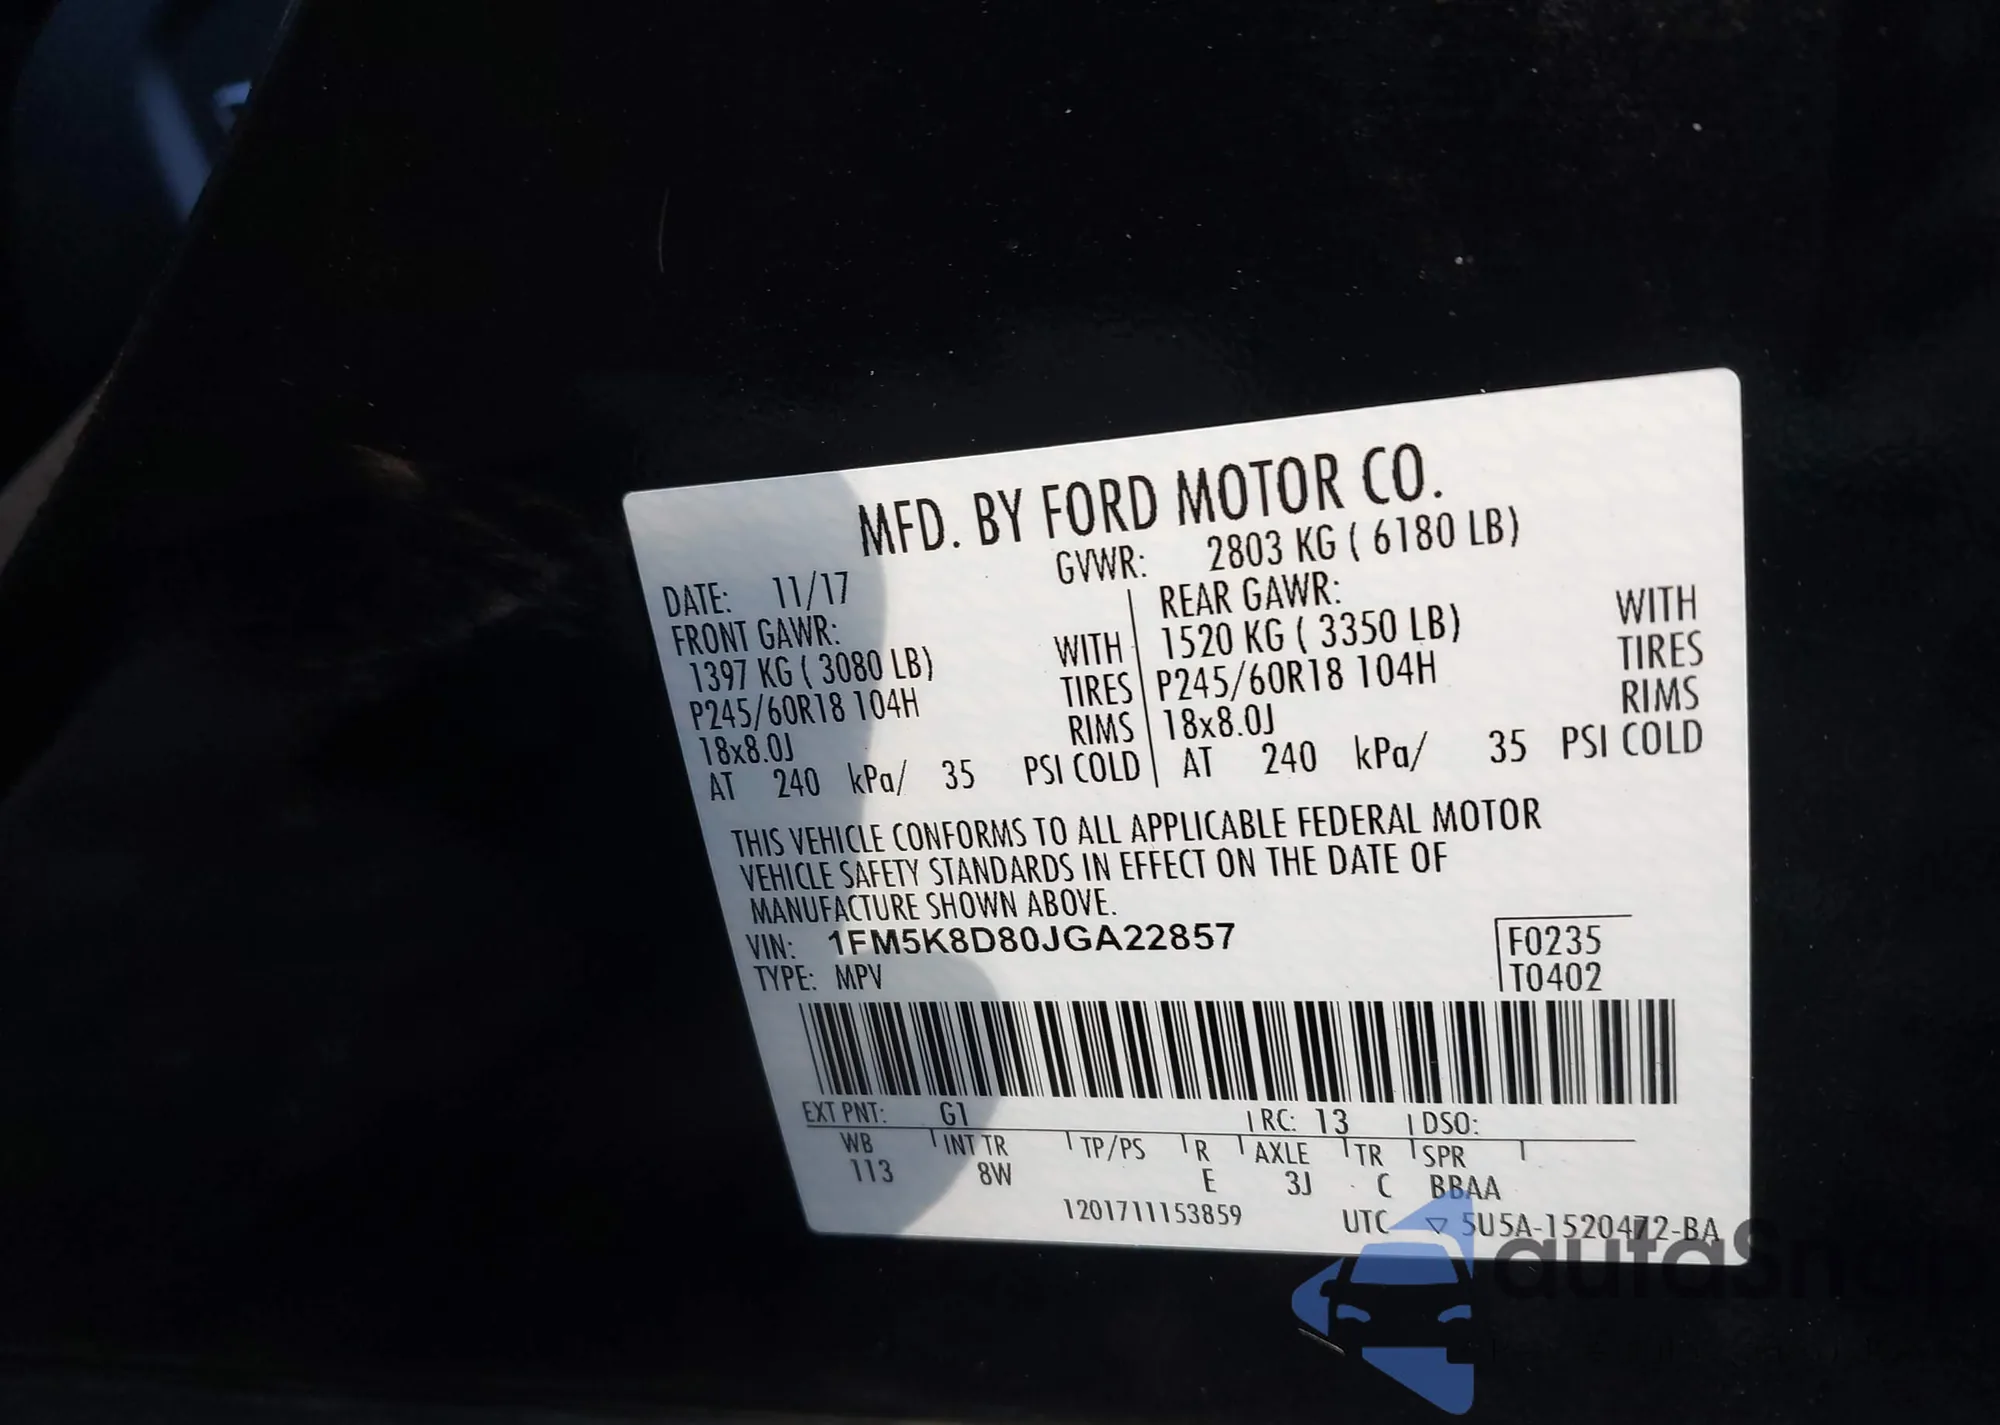 MFD. BY FORD MOTOR CO.
DATE: 11/17 GVWR: 2803 KG ( 6180 LB)
FRONT GAWR: REAR GAWR:
1397 KG ( 3080 LB) WITH 1520 KG ( 3350 LB) WITH
P245/60R18 104H TIRES P245/60R18 104H TIRES
18x8.0J RIMS 18x8.0J RIMS
AT 240 kPa/ 35 PSI COLD AT 240 kPa/ 35 PSI COLD
THIS VEHICLE CONFORMS TO ALL APPLICABLE FEDERAL MOTOR
VEHICLE SAFETY STANDARDS IN EFFECT ON THE DATE OF
MANUFACTURE SHOWN ABOVE.
VIN: 1FM5K8D80JGA22857 F0235
TYPE: MPV T0402
EXT PNT: G1 RC: 13 DSO:
WB INT TR TP/PS R AXLE TR SPR
113 8W E 3J C BBAA
1201711153859 UTC ▽ 5U5A-1520472-BA